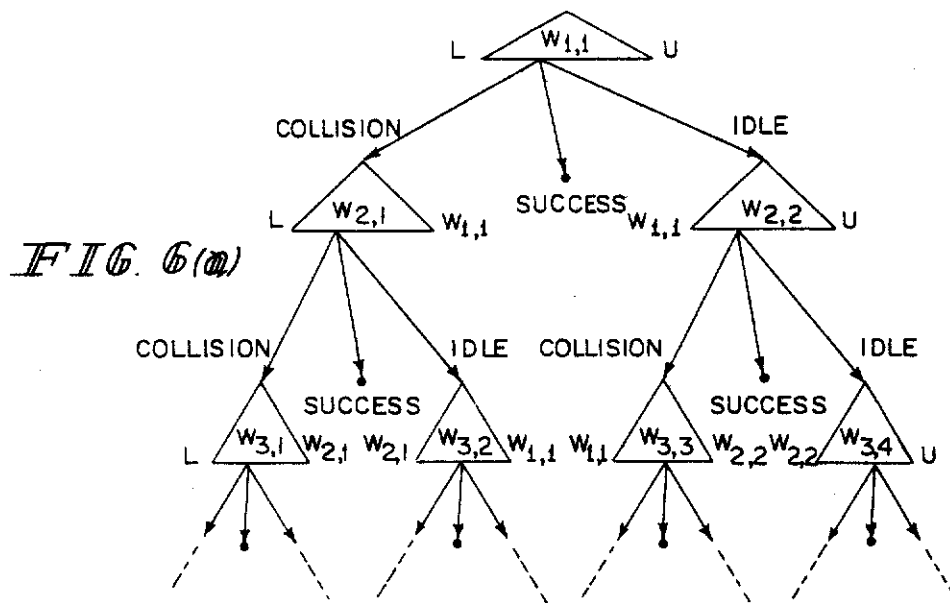 L W1,1 U
COLLISION IDLE
SUCCESS
L W2,1 W1,1 W1,1 W2,2 U
FIG. 6(a)
COLLISION IDLE COLLISION IDLE
SUCCESS SUCCESS
L W3,1 W2,1 W2,1 W3,2 W1,1 W1,1 W3,3 W2,2 W2,2 W3,4 U